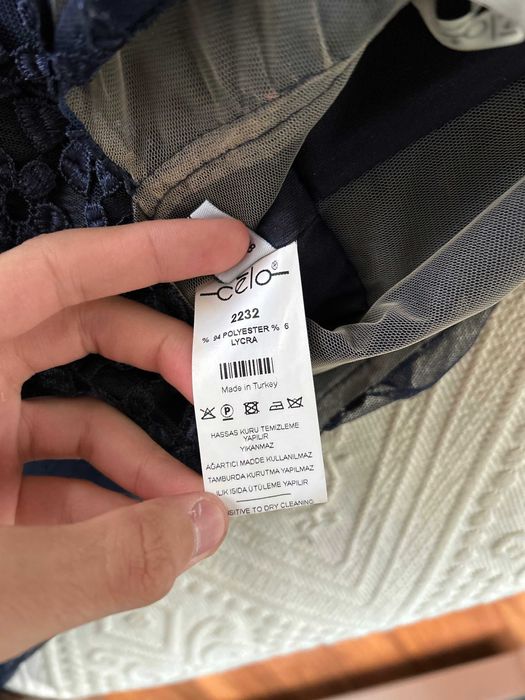 cēlo®
2232
% 94 POLYESTER % 6
LYCRA
Made in Turkey
P
HASSAS KURU TEMİZLEME
YAPILIR
YIKANMAZ
AĞARTICI MADDE KULLANILMAZ
TAMBURDA KURUTMA YAPILMAZ
ILIK ISIDA ÜTÜLEME YAPILIR
SITIVE TO DRY CLEANING